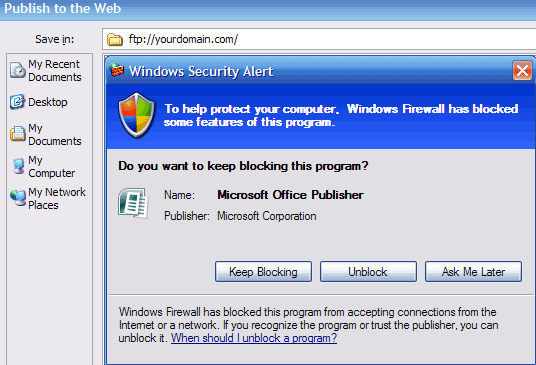 Publish to the Web
Save in:
ftp://yourdomain.com/
My Recent
Documents
Desktop
My
Documents
My
Computer
My Network
Places
Windows Security Alert
To help protect your computer, Windows Firewall has blocked
some features of this program.
Do you want to keep blocking this program?
Name: Microsoft Office Publisher
Publisher: Microsoft Corporation
Keep Blocking Unblock Ask Me Later
Windows Firewall has blocked this program from accepting connections from the
Internet or a network. If you recognize the program or trust the publisher, you can
unblock it. When should I unblock a program?